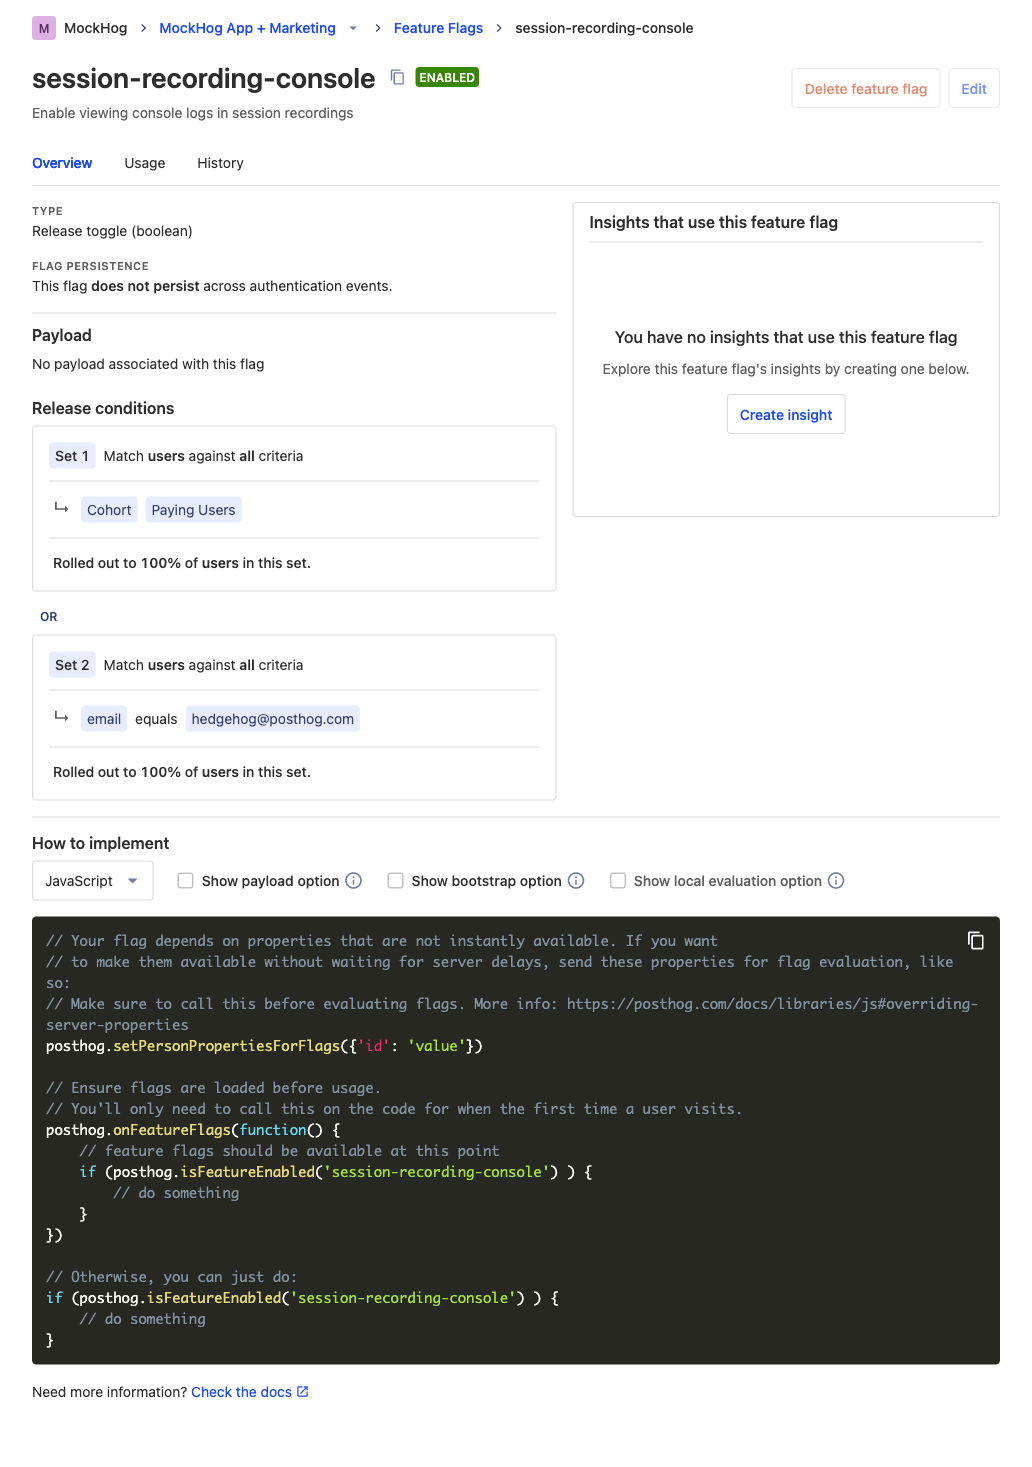 M MockHog > MockHog App + Marketing > Feature Flags > session-recording-console
session-recording-console ENABLED
Delete feature flag Edit
Enable viewing console logs in session recordings
Overview Usage History
TYPE
Release toggle (boolean)
FLAG PERSISTENCE
This flag does not persist across authentication events.
Payload
No payload associated with this flag
Release conditions
Set 1 Match users against all criteria
Cohort Paying Users
Rolled out to 100% of users in this set.
OR
Set 2 Match users against all criteria
email equals hedgehog@posthog.com
Rolled out to 100% of users in this set.
Insights that use this feature flag
You have no insights that use this feature flag
Explore this feature flag's insights by creating one below.
Create insight
How to implement
JavaScript Show payload option Show bootstrap option Show local evaluation option
// Your flag depends on properties that are not instantly available. If you want
// to make them available without waiting for server delays, send these properties for flag evaluation, like
so:
// Make sure to call this before evaluating flags. More info: https://posthog.com/docs/libraries/js#overriding-
server-properties
posthog.setPersonPropertiesForFlags({'id': 'value'})
// Ensure flags are loaded before usage.
// You'll only need to call this on the code for when the first time a user visits.
posthog.onFeatureFlags(function() {
    // feature flags should be available at this point
    if (posthog.isFeatureEnabled('session-recording-console') ) {
        // do something
    }
})
// Otherwise, you can just do:
if (posthog.isFeatureEnabled('session-recording-console') ) {
    // do something
}
Need more information? Check the docs